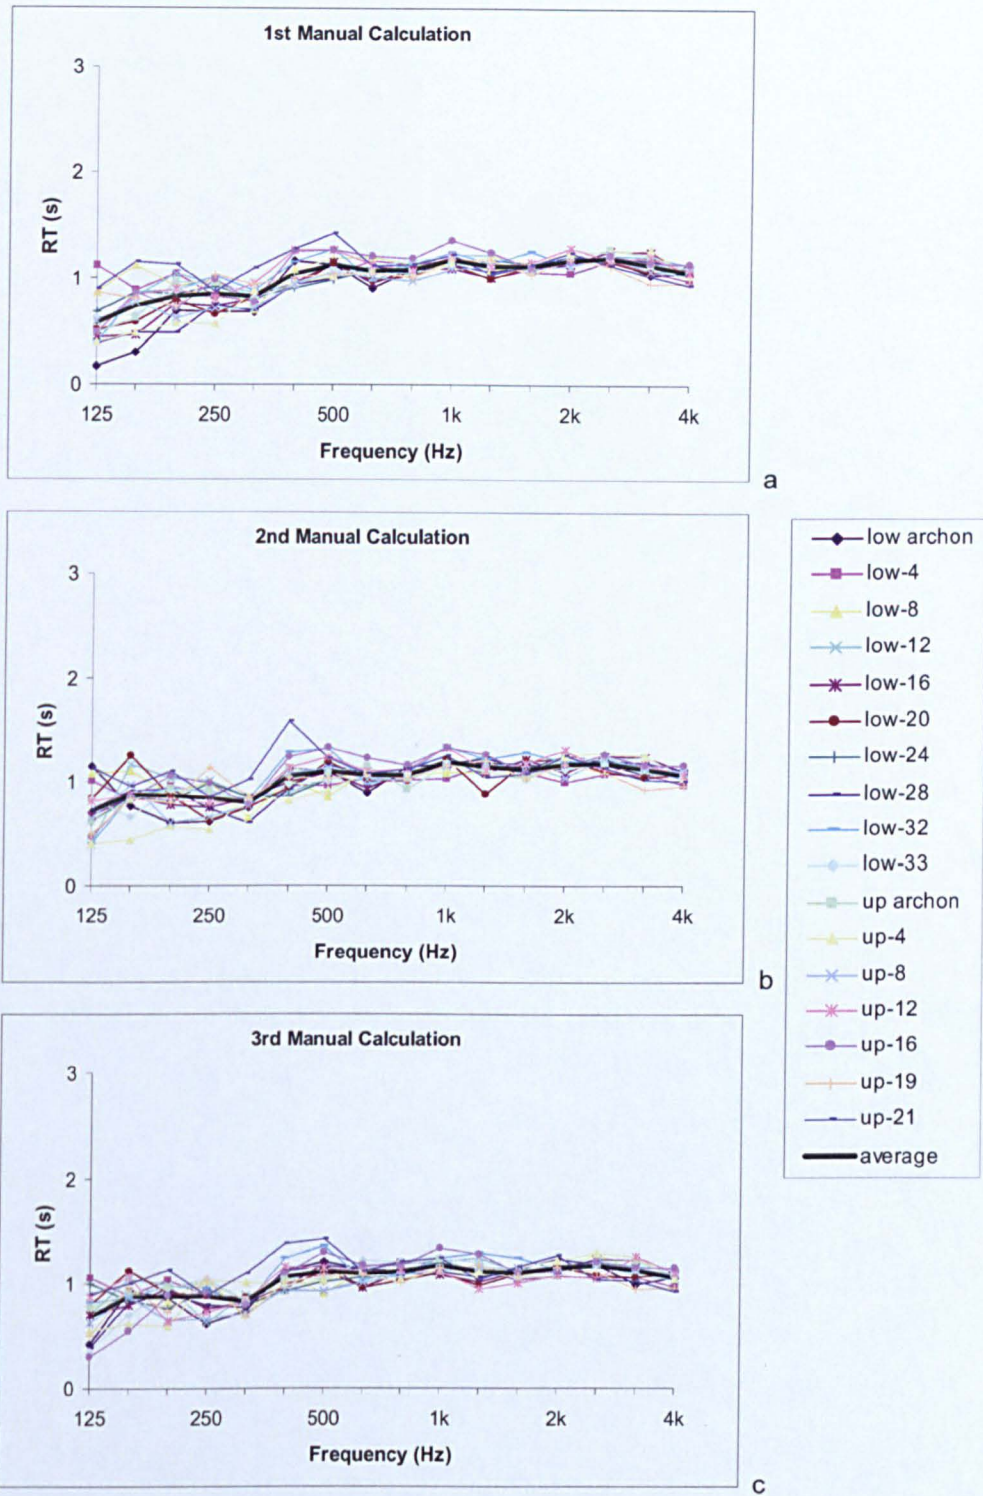 1st Manual Calculation
3
2
1
0
RT (s)
125 250 500 1k 2k 4k
Frequency (Hz)
a
2nd Manual Calculation
3
2
1
0
RT (s)
125 250 500 1k 2k 4k
Frequency (Hz)
b
low archon
low-4
low-8
low-12
low-16
low-20
low-24
low-28
low-32
low-33
up archon
up-4
up-8
up-12
up-16
up-19
up-21
average
3rd Manual Calculation
3
2
1
0
RT (s)
125 250 500 1k 2k 4k
Frequency (Hz)
c